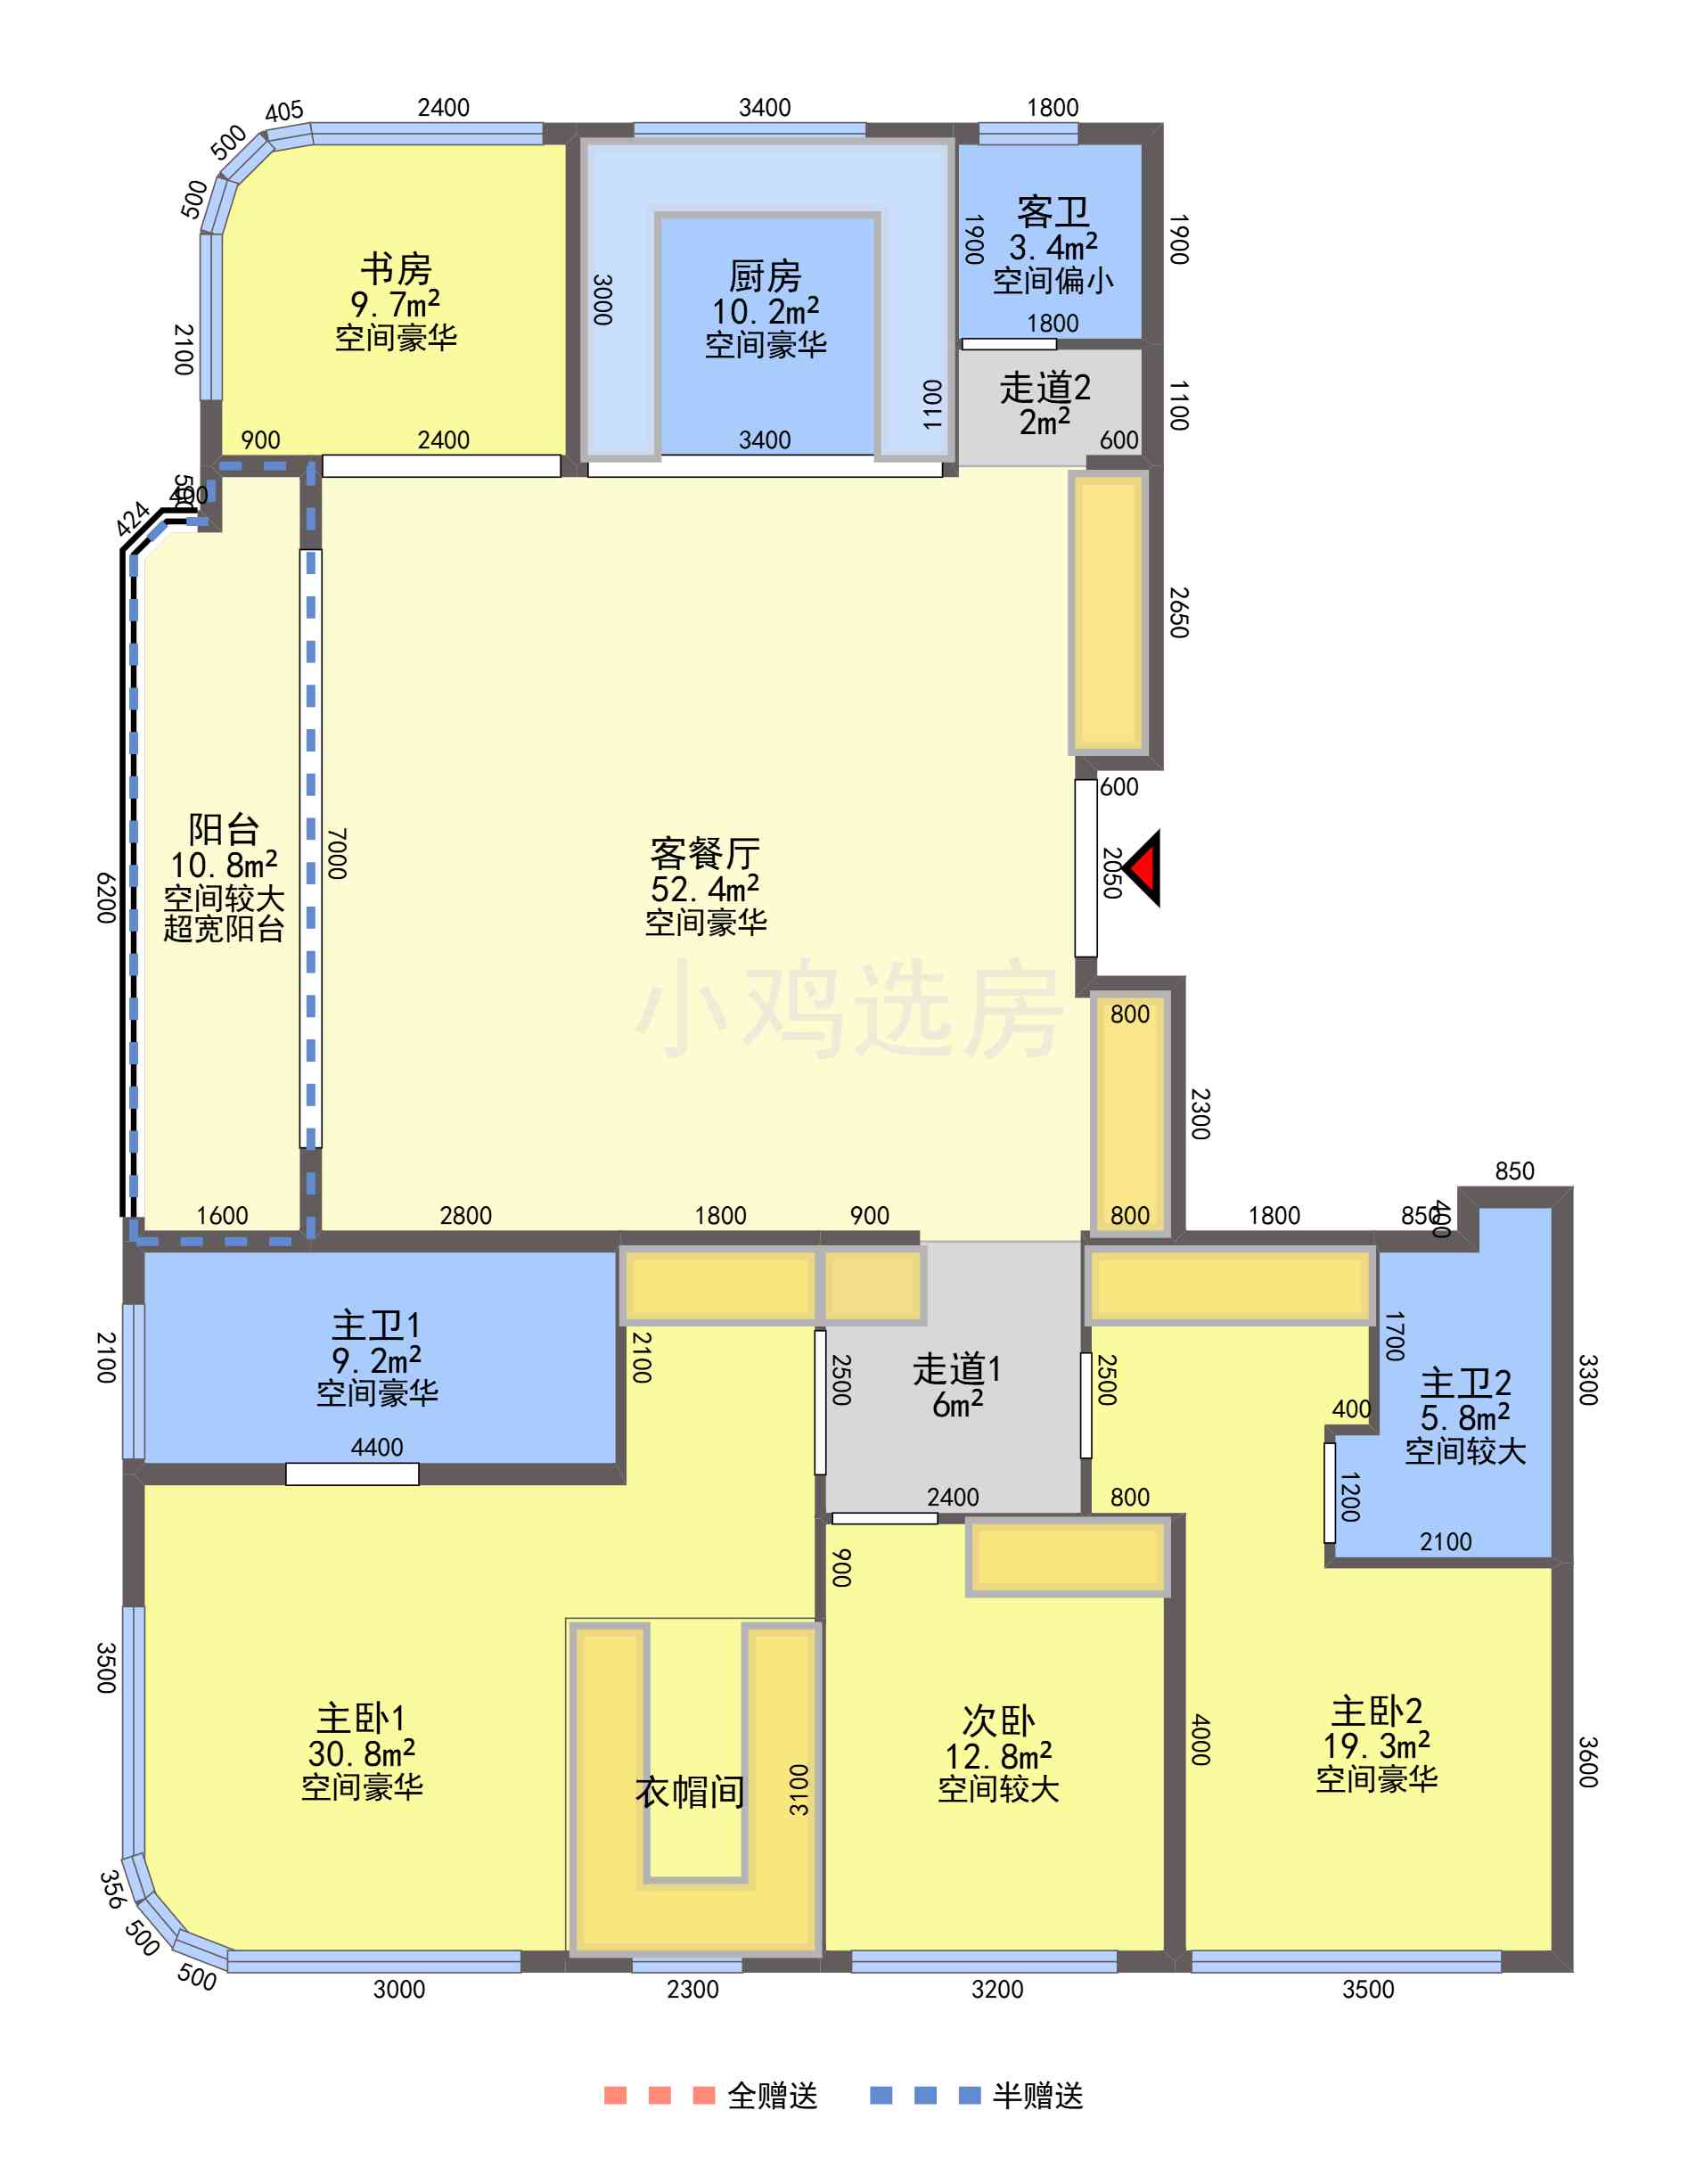 405
2400
3400
1800
500
500
2100
书房
9.7m²
空间豪华
3000
厨房
10.2m²
空间豪华
1100
1900
客卫
3.4m²
空间偏小
1800
1900
走道2
2m²
1100
900
2400
3400
600
400
424
2650
600
2050
阳台
10.8m²
空间较大
超宽阳台
7000
6200
客餐厅
52.4m²
空间豪华
小鸡选房
800
2300
850
1600
2800
1800
900
800
1800
850
400
主卫1
9.2m²
空间豪华
2100
4400
2100
2500
走道1
6m²
2500
1700
主卫2
5.8m²
空间较大
3300
400
1200
2100
2400
800
900
3500
主卧1
30.8m²
空间豪华
衣帽间
3100
次卧
12.8m²
空间较大
4000
主卧2
19.3m²
空间豪华
3600
356
500
500
3000
2300
3200
3500
全赠送
半赠送